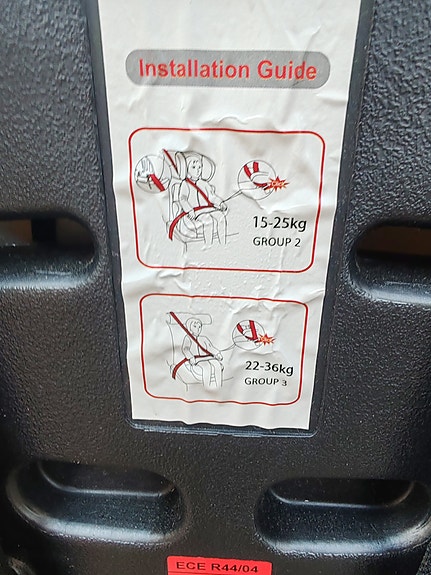 Installation Guide
15-25kg
GROUP 2
22-36kg
GROUP 3
ECE R44/04